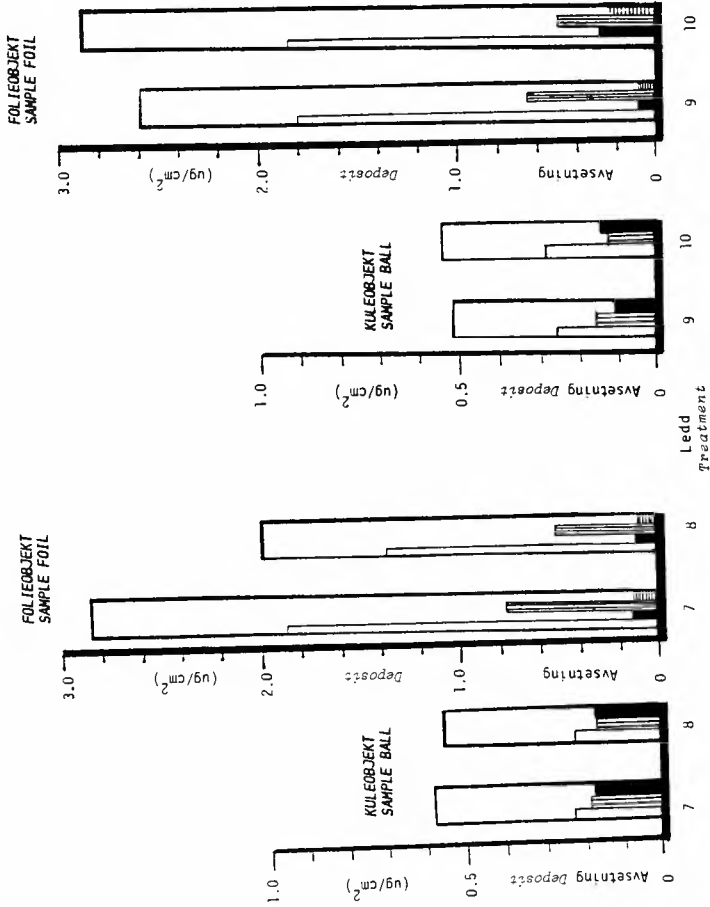 KULEOBJEKT
SAMPLE BALL
1.0
0.5
0
Avsetning Deposit (ug/cm²)
7
8
FOLIEOBJEKT
SAMPLE FOIL
3.0
2.0
1.0
0
Avsetning Deposit (ug/cm²)
7
8
Ledd
Treatment
KULEOBJEKT
SAMPLE BALL
1.0
0.5
0
Avsetning Deposit (ug/cm²)
9
10
FOLIEOBJEKT
SAMPLE FOIL
3.0
2.0
1.0
0
Avsetning Deposit (ug/cm²)
9
10